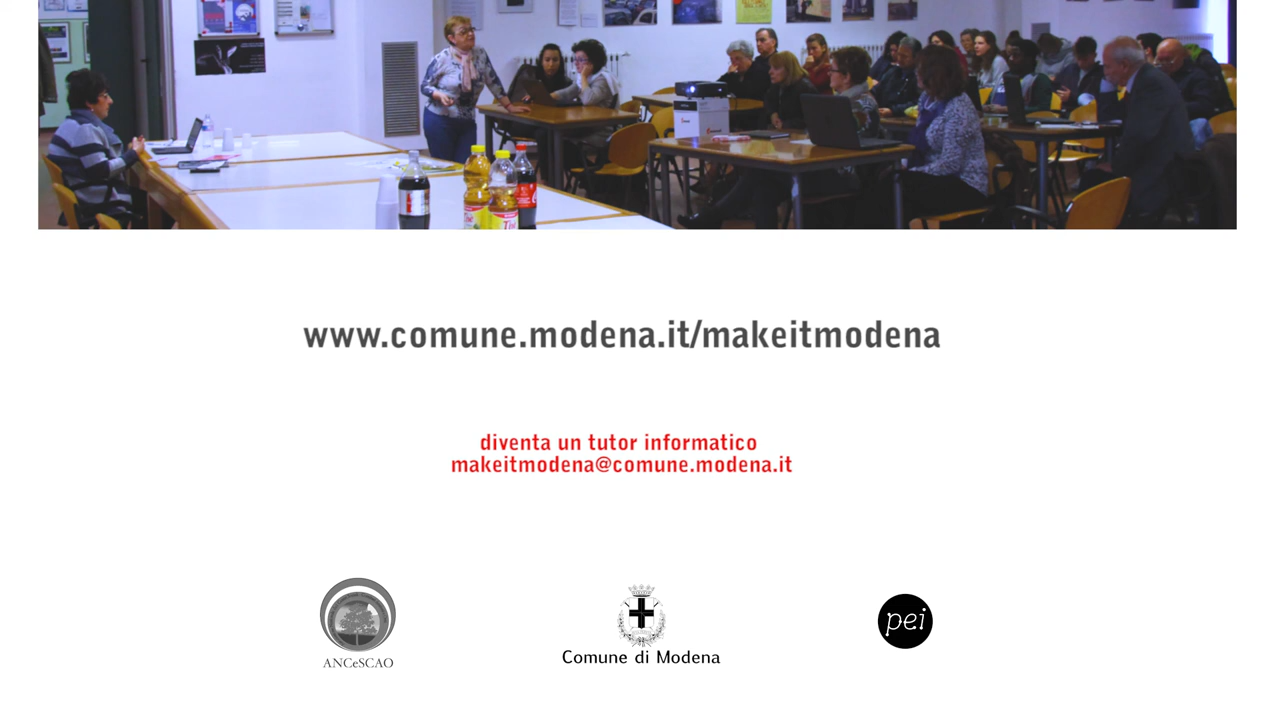 www.comune.modena.it/makeitmodena
diventa un tutor informatico
makeitmodena@comune.modena.it
ANCeSCAO
Comune di Modena
pei